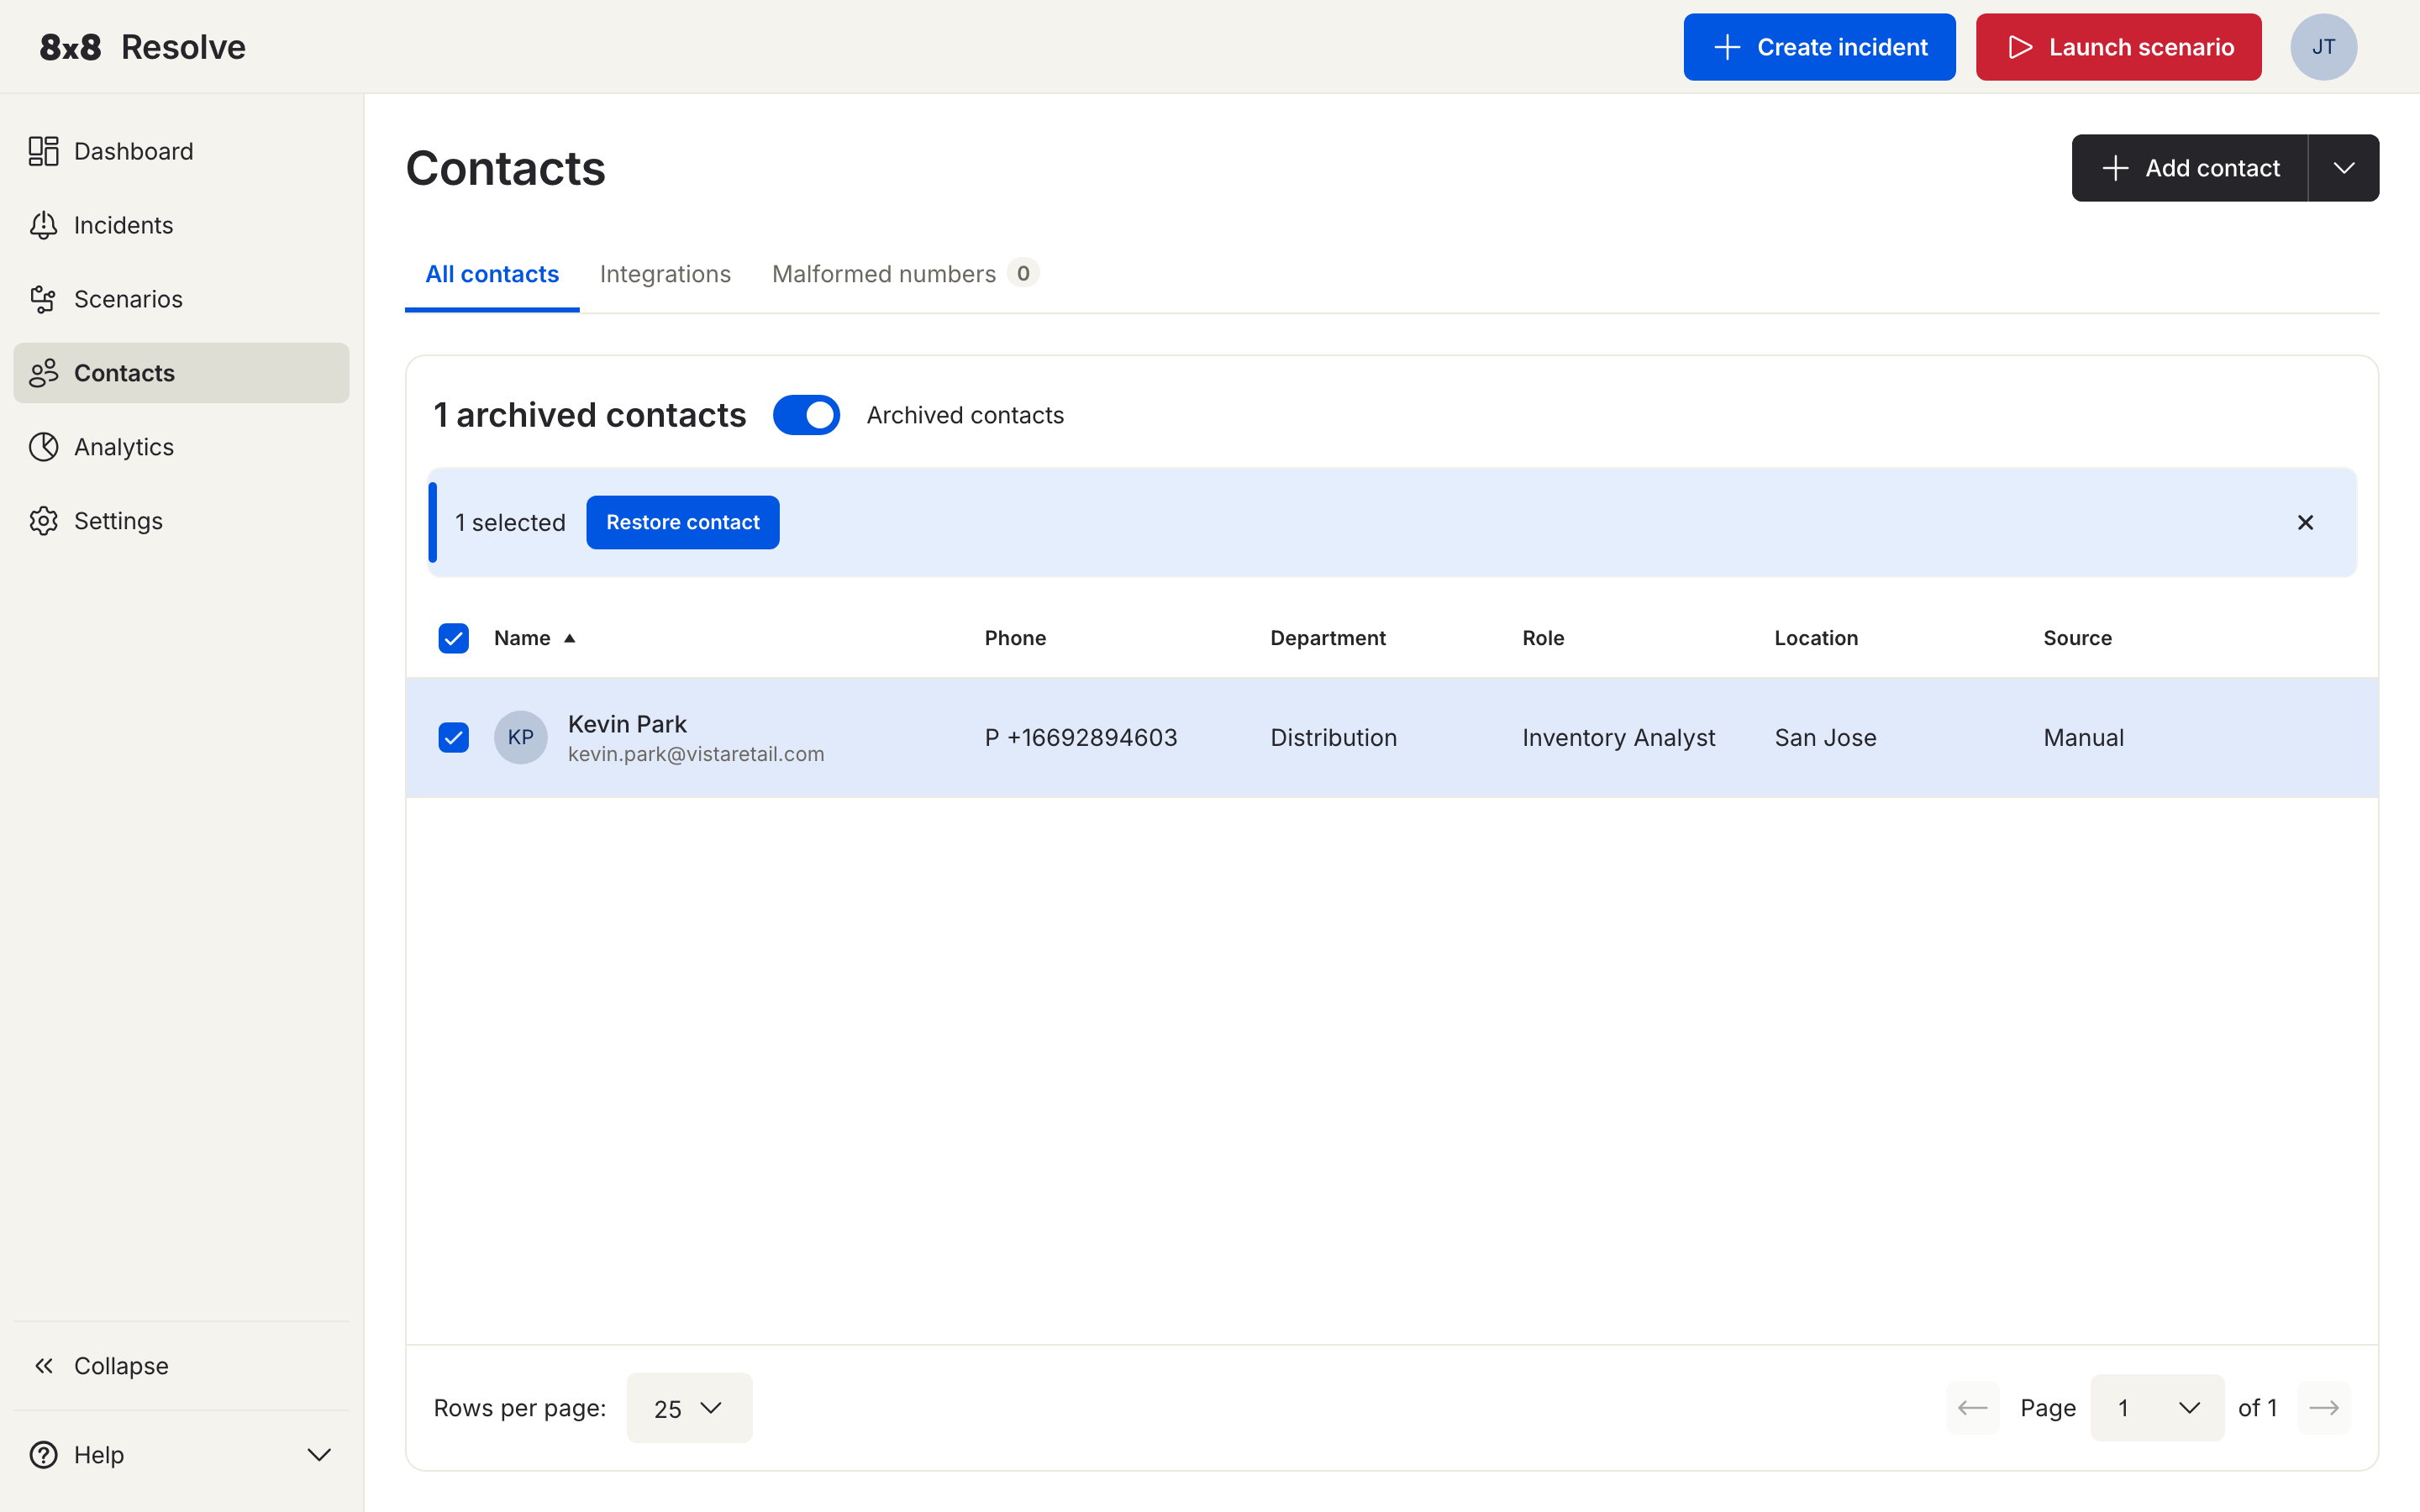 8x8 Resolve
Create incident
Launch scenario
JT
Dashboard
Incidents
Scenarios
Contacts
Analytics
Settings
Collapse
Help
Contacts
Add contact
All contacts
Integrations
Malformed numbers 0
1 archived contacts
Archived contacts
1 selected
Restore contact
Name
Phone
Department
Role
Location
Source
KP
Kevin Park
kevin.park@vistaretail.com
P +16692894603
Distribution
Inventory Analyst
San Jose
Manual
Rows per page: 25
Page 1 of 1